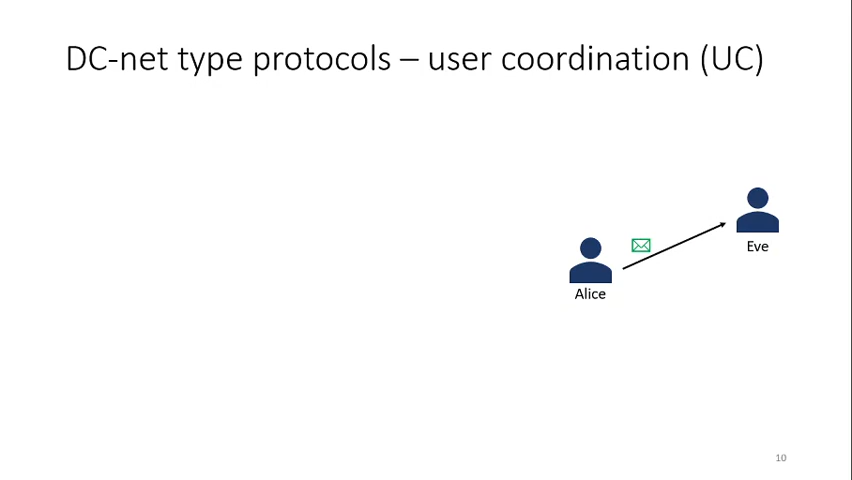 DC-net type protocols – user coordination (UC)
Eve
Alice
10